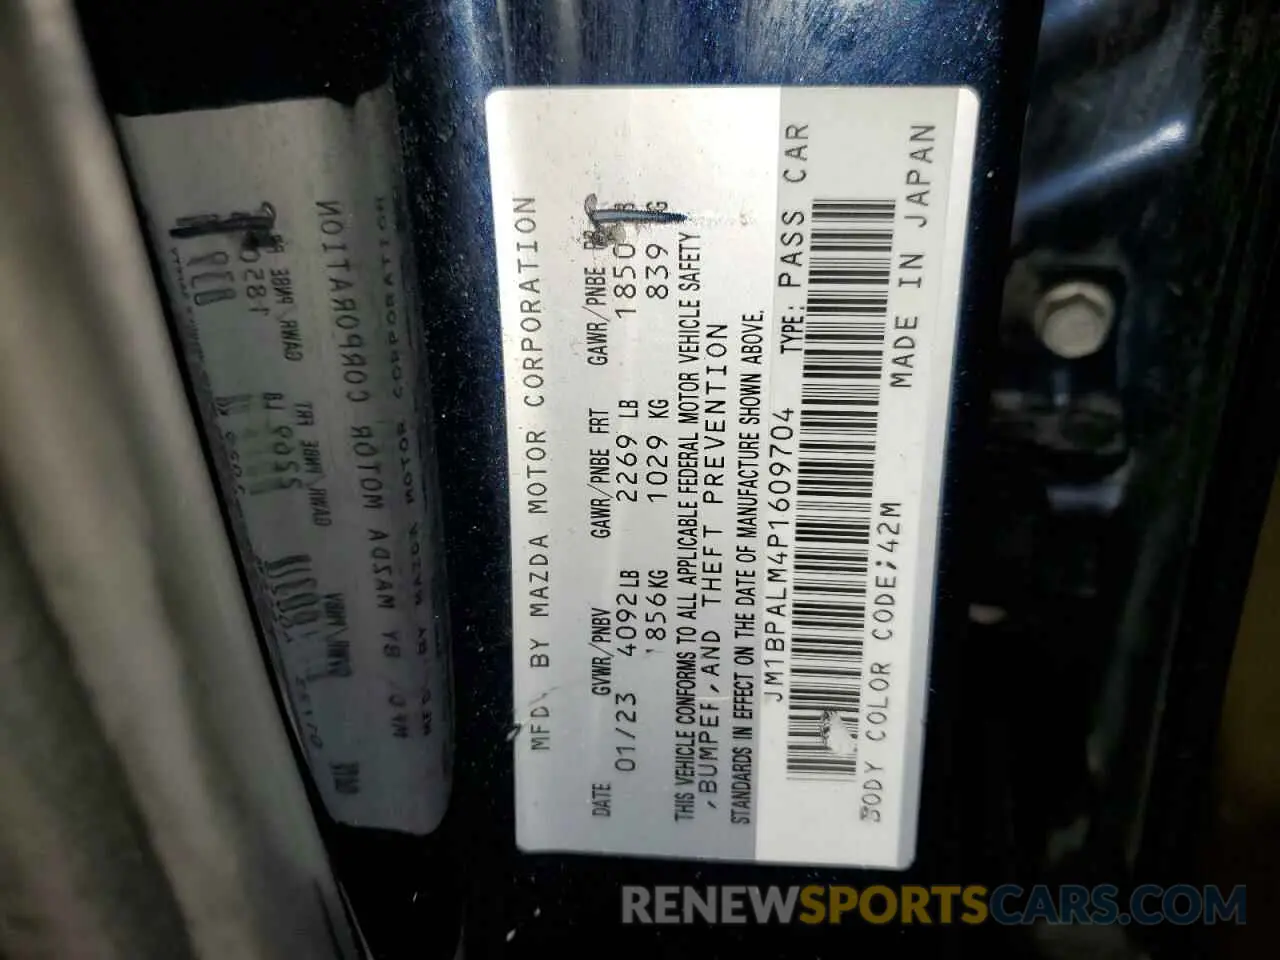 MFD. BY MAZDA MOTOR CORPORATION
DATE GVWR/PNBV GAWR/PNBE FRT GAWR/PNBE
01/23 4092LB 2269 LB 1850
1856KG 1029 KG 839
THIS VEHICLE CONFORMS TO ALL APPLICABLE FEDERAL MOTOR VEHICLE SAFETY
,BUMPEF,AND THEFT PREVENTION
STANDARDS IN EFFECT ON THE DATE OF MANUFACTURE SHOWN ABOVE.
JM1BPALM4P1609704 TYPE: PASS CAR
BODY COLOR CODE;42M MADE IN JAPAN
RENEWSPORTSCARS.COM